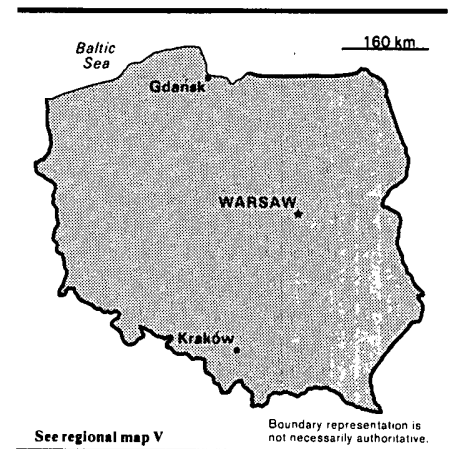 Baltic
Sea
160 km
Gdańsk
WARSAW
Kraków
See regional map V
Boundary representation is
not necessarily authoritative.